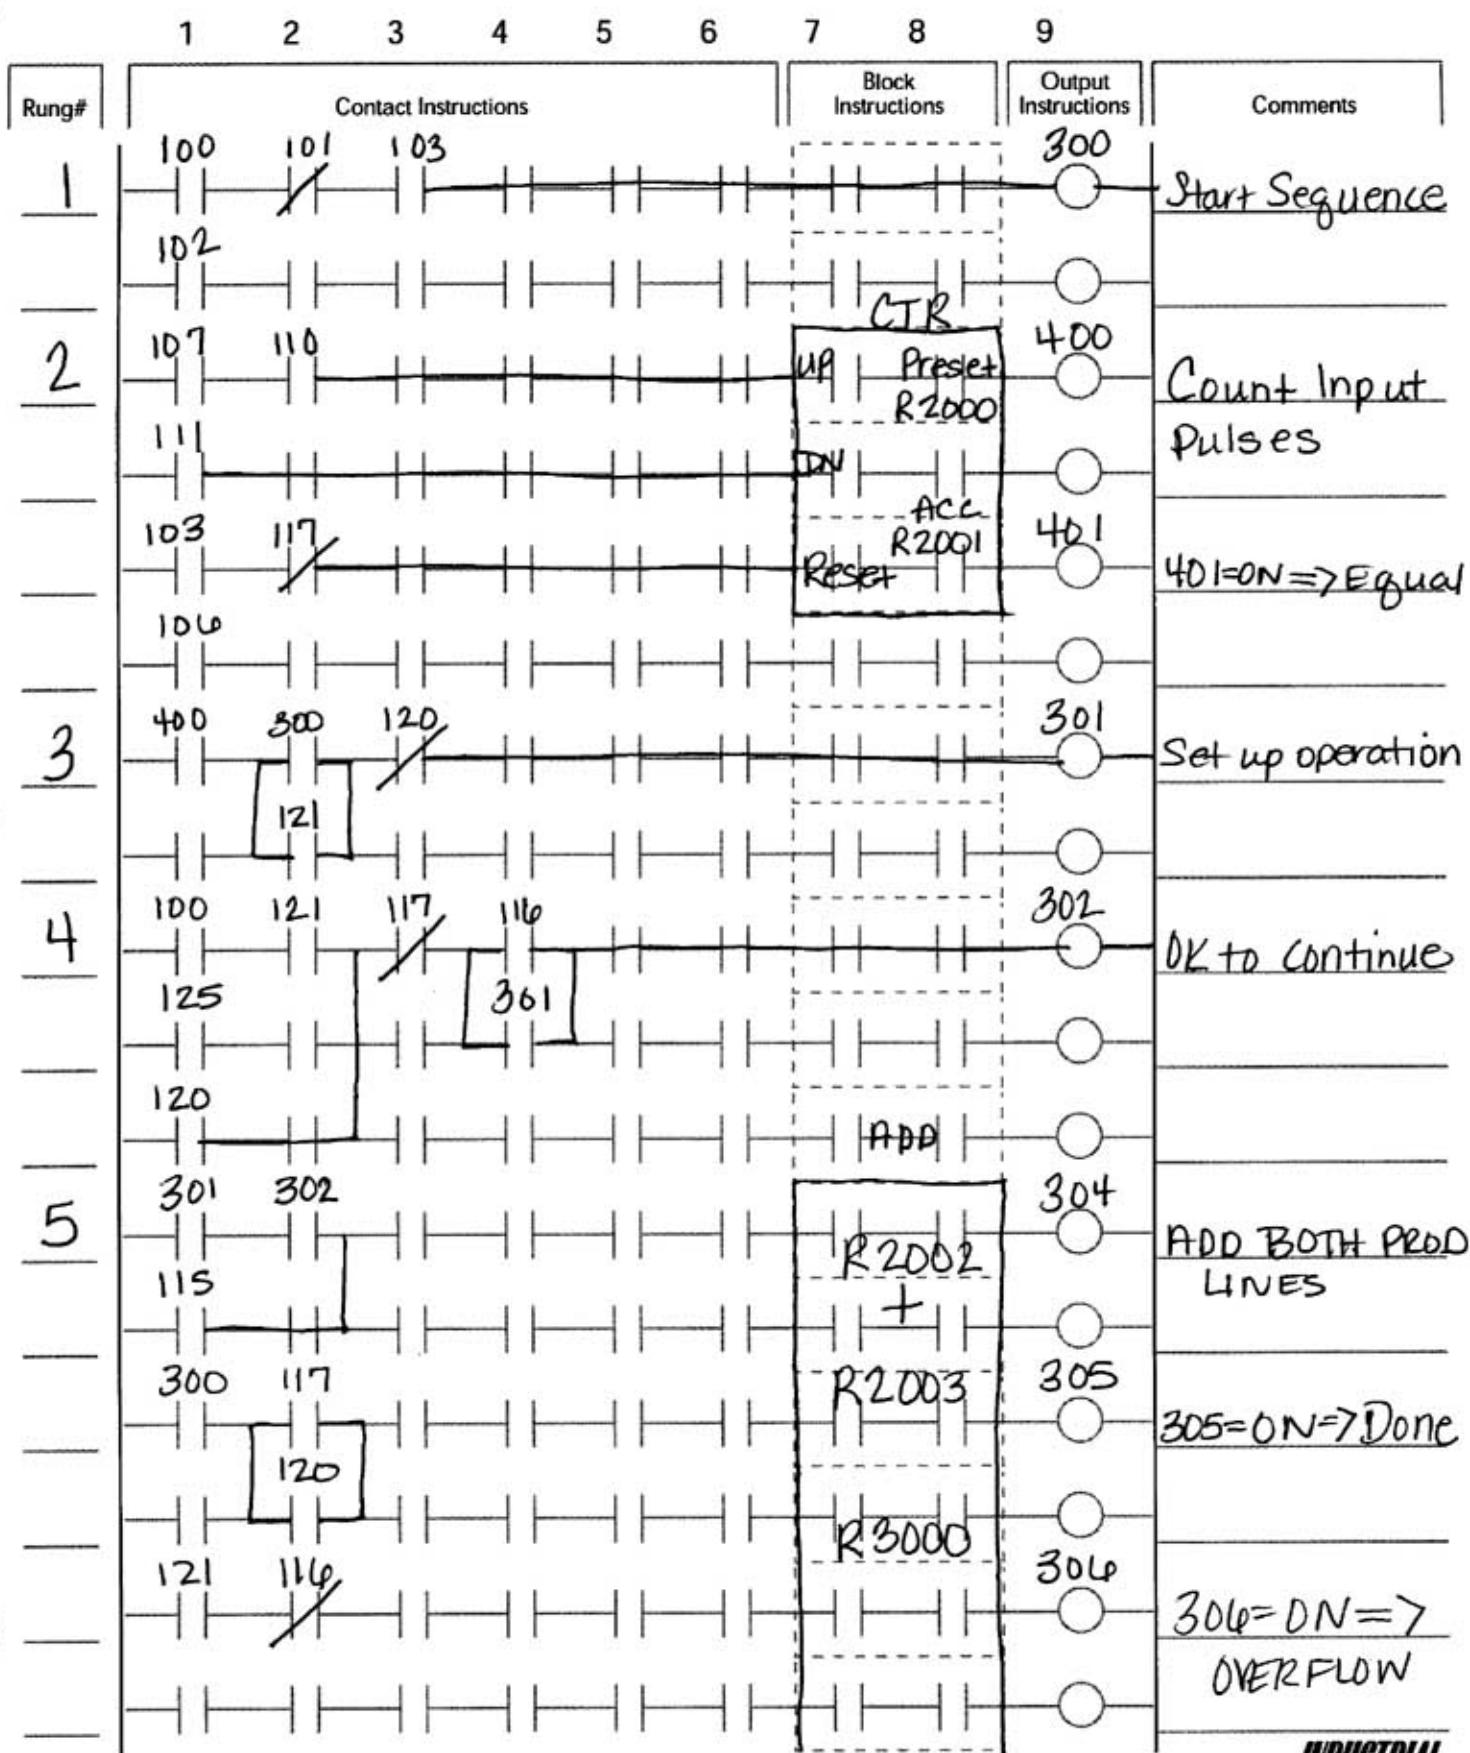 1 2 3 4 5 6 7 8 9
Rung# Contact Instructions Block Instructions Output Instructions Comments
100 101 103 300
1 Start Sequence
102
CTR
107 110 UP Preset 400
2 R2000 Count Input
111 DN Pulses
ACC
103 117 R2001 401
Reset 401=ON=>Equal
106
400 300 120 301
3 Set up operation
121
100 121 117 116 302
4 OK to continue
125 301
120
ADD
301 302 304
5 R2002 ADD BOTH PROD
115 + LINES
300 117 R2003 305
305=ON=>Done
120
R3000
121 116 306
306=ON=>
OVERFLOW
INDUSTRIAL